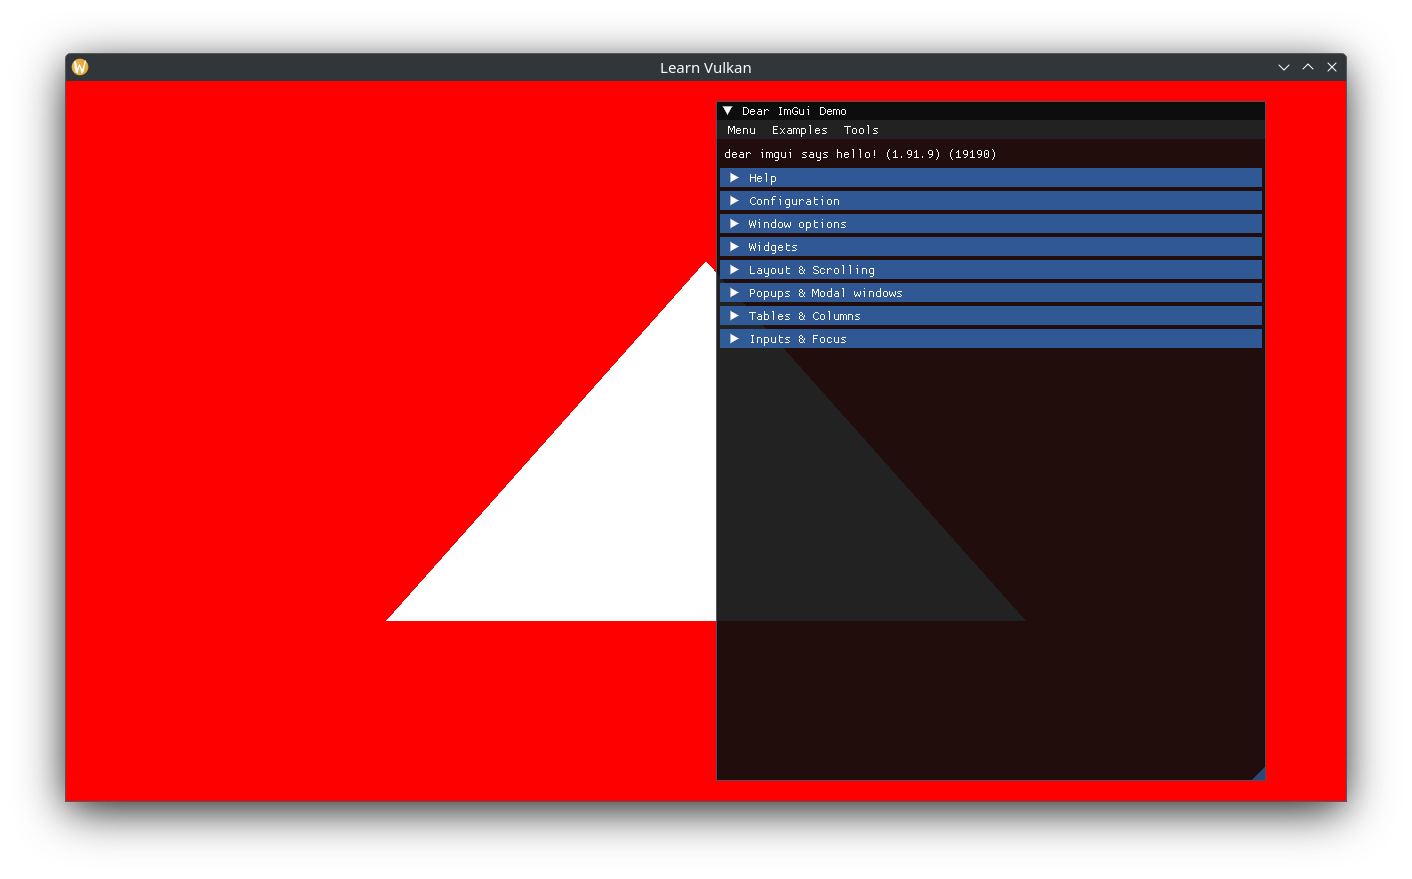 Learn Vulkan
Dear ImGui Demo
Menu Examples Tools
dear imgui says hello! (1.91.9) (19190)
Help
Configuration
Window options
Widgets
Layout & Scrolling
Popups & Modal windows
Tables & Columns
Inputs & Focus